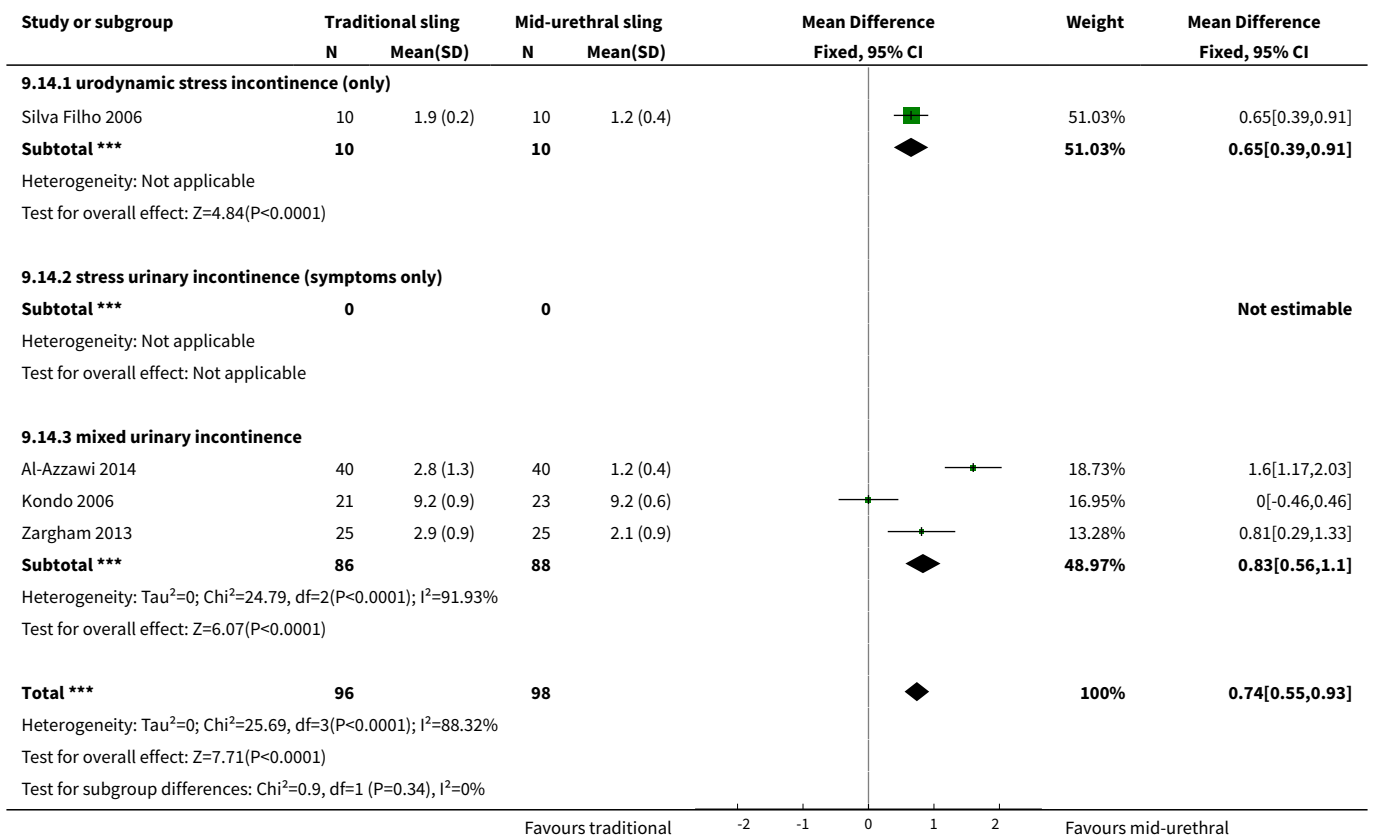 Study or subgroup Traditional sling Mid-urethral sling Mean Difference Weight Mean Difference
N Mean(SD) N Mean(SD) Fixed, 95% CI Fixed, 95% CI
9.14.1 urodynamic stress incontinence (only)
Silva Filho 2006 10 1.9 (0.2) 10 1.2 (0.4) 51.03% 0.65[0.39,0.91]
Subtotal *** 10 10 51.03% 0.65[0.39,0.91]
Heterogeneity: Not applicable
Test for overall effect: Z=4.84(P<0.0001)
9.14.2 stress urinary incontinence (symptoms only)
Subtotal *** 0 0 Not estimable
Heterogeneity: Not applicable
Test for overall effect: Not applicable
9.14.3 mixed urinary incontinence
Al-Azzawi 2014 40 2.8 (1.3) 40 1.2 (0.4) 18.73% 1.6[1.17,2.03]
Kondo 2006 21 9.2 (0.9) 23 9.2 (0.6) 16.95% 0[-0.46,0.46]
Zargham 2013 25 2.9 (0.9) 25 2.1 (0.9) 13.28% 0.81[0.29,1.33]
Subtotal *** 86 88 48.97% 0.83[0.56,1.1]
Heterogeneity: Tau²=0; Chi²=24.79, df=2(P<0.0001); I²=91.93%
Test for overall effect: Z=6.07(P<0.0001)
Total *** 96 98 100% 0.74[0.55,0.93]
Heterogeneity: Tau²=0; Chi²=25.69, df=3(P<0.0001); I²=88.32%
Test for overall effect: Z=7.71(P<0.0001)
Test for subgroup differences: Chi²=0.9, df=1 (P=0.34), I²=0%
Favours traditional -2 -1 0 1 2 Favours mid-urethral